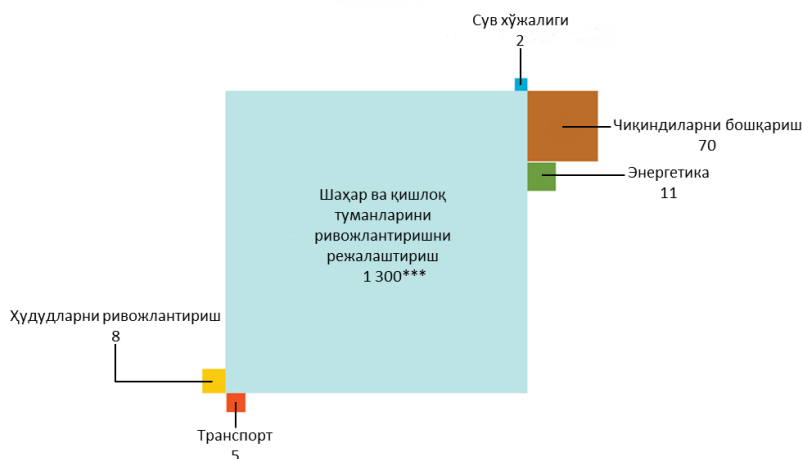 Сув хўжалиги
2
Чиқиндиларни бошқариш
70
Энергетика
11
Шаҳар ва қишлоқ
туманларини
ривожлантиришни
режалаштириш
1 300***
Ҳудудларни ривожлантириш
8
Транспорт
5